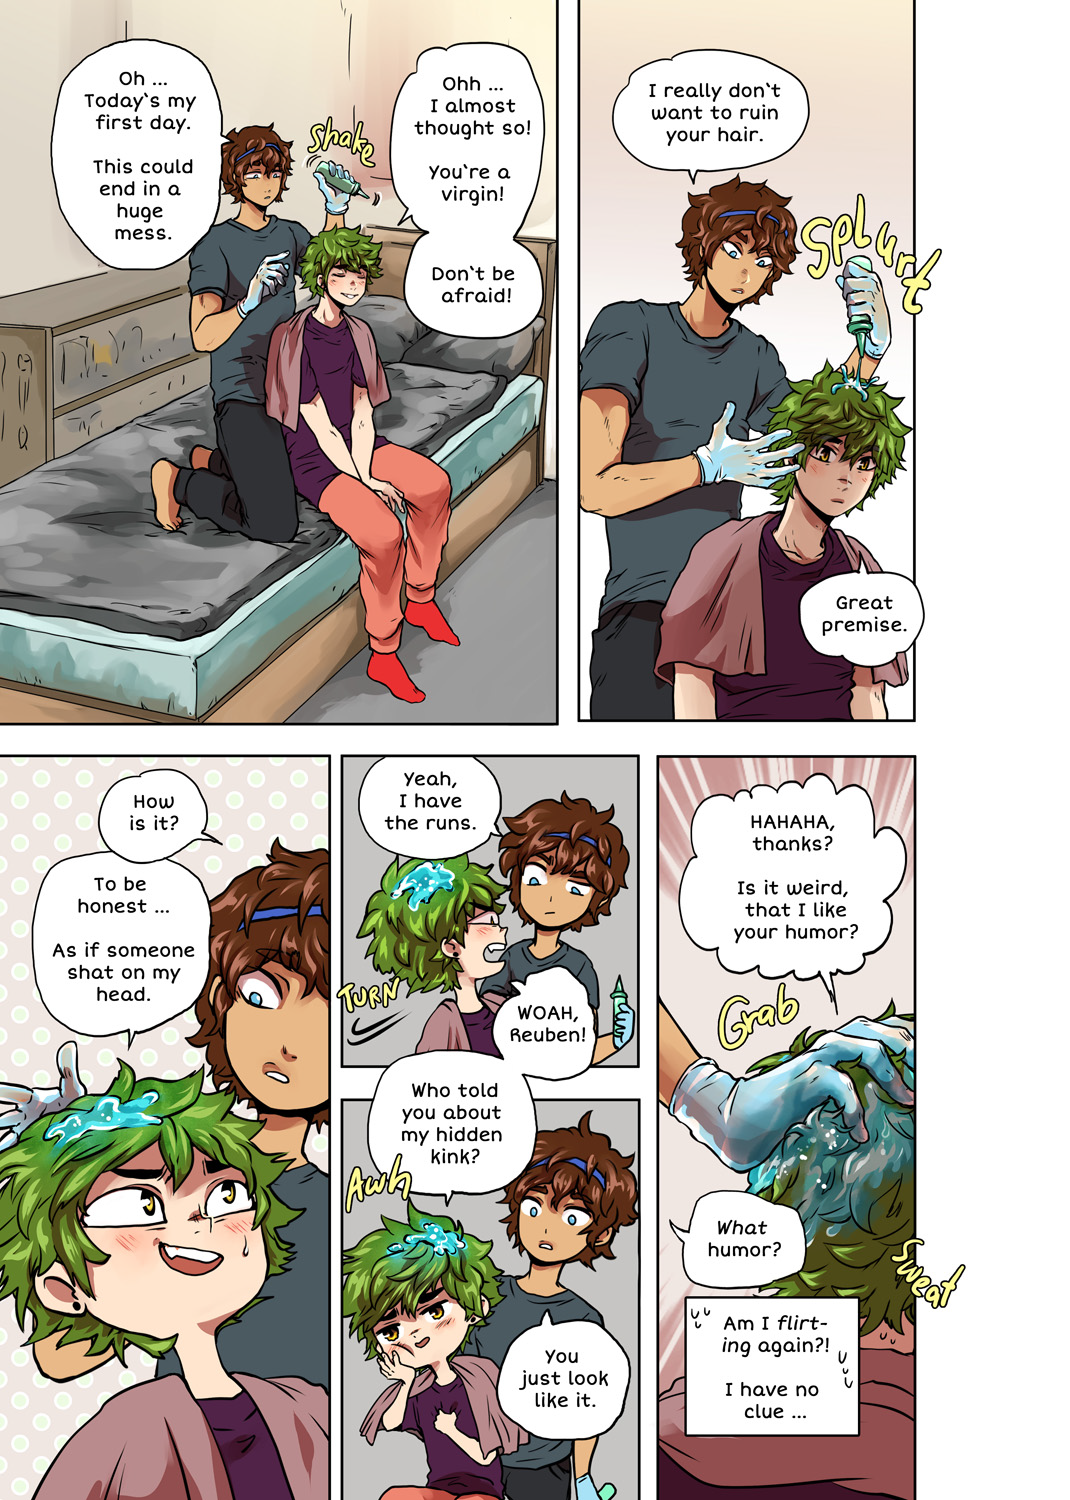 Oh ...
Today's my
first day.
This could
end in a
huge
mess.
shake
Ohh ...
I almost
thought so!
You're a
virgin!
Don't be
afraid!
I really don't
want to ruin
your hair.
Splurt
Great
premise.
How
is it?
To be
honest ...
As if someone
shat on my
head.
Yeah,
I have
the runs.
TURN
WOAH,
Reuben!
Who told
you about
my hidden
kink?
Awh
You
just look
like it.
HAHAHA,
thanks?
Is it weird,
that I like
your humor?
Grab
What
humor?
Sweat
Am I flirt-
ing again?!
I have no
clue ...